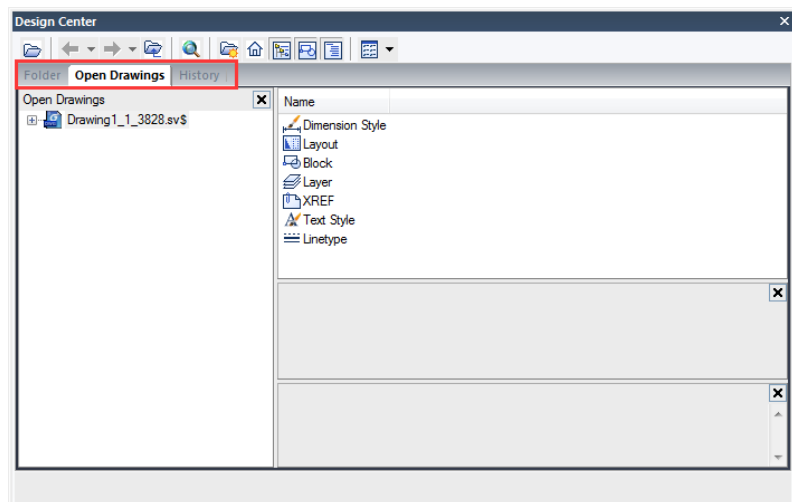 Design Center
Folder Open Drawings History
Open Drawings
Drawing1_1_3828.sv$
Name
Dimension Style
Layout
Block
Layer
XREF
Text Style
Linetype